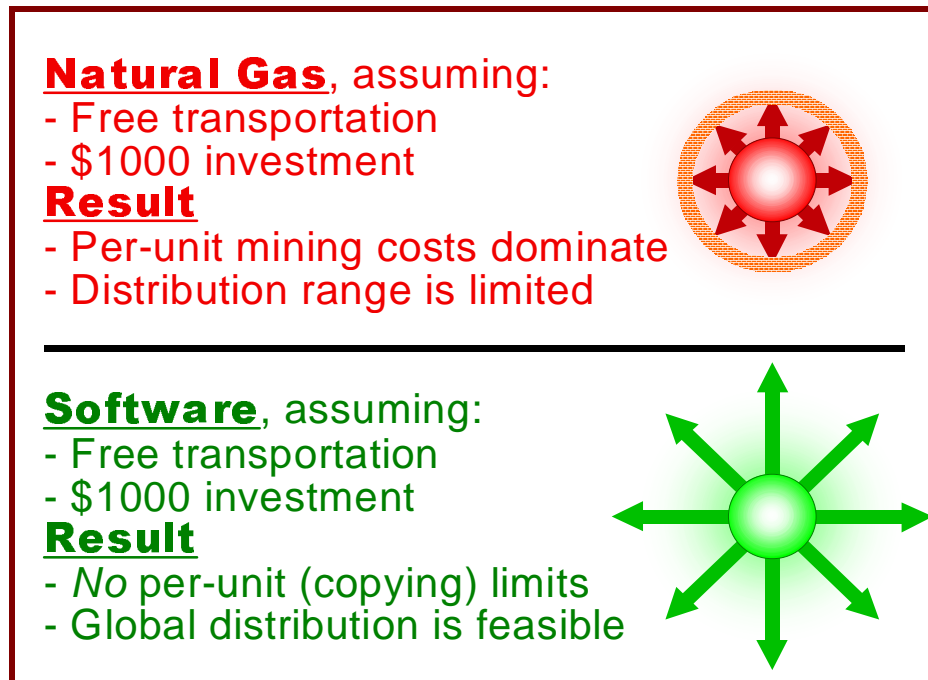 Natural Gas, assuming:
- Free transportation
- $1000 investment
Result
- Per-unit mining costs dominate
- Distribution range is limited
Software, assuming:
- Free transportation
- $1000 investment
Result
- No per-unit (copying) limits
- Global distribution is feasible